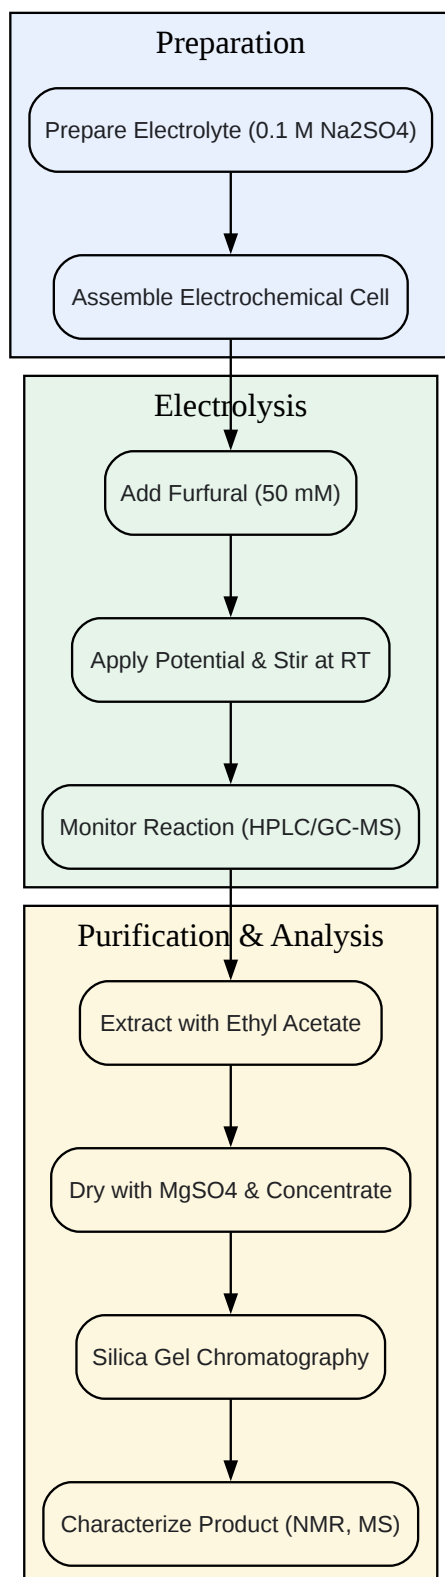 Preparation
Prepare Electrolyte (0.1 M Na2SO4)
Assemble Electrochemical Cell
Electrolysis
Add Furfural (50 mM)
Apply Potential & Stir at RT
Monitor Reaction (HPLC/GC-MS)
Purification & Analysis
Extract with Ethyl Acetate
Dry with MgSO4 & Concentrate
Silica Gel Chromatography
Characterize Product (NMR, MS)